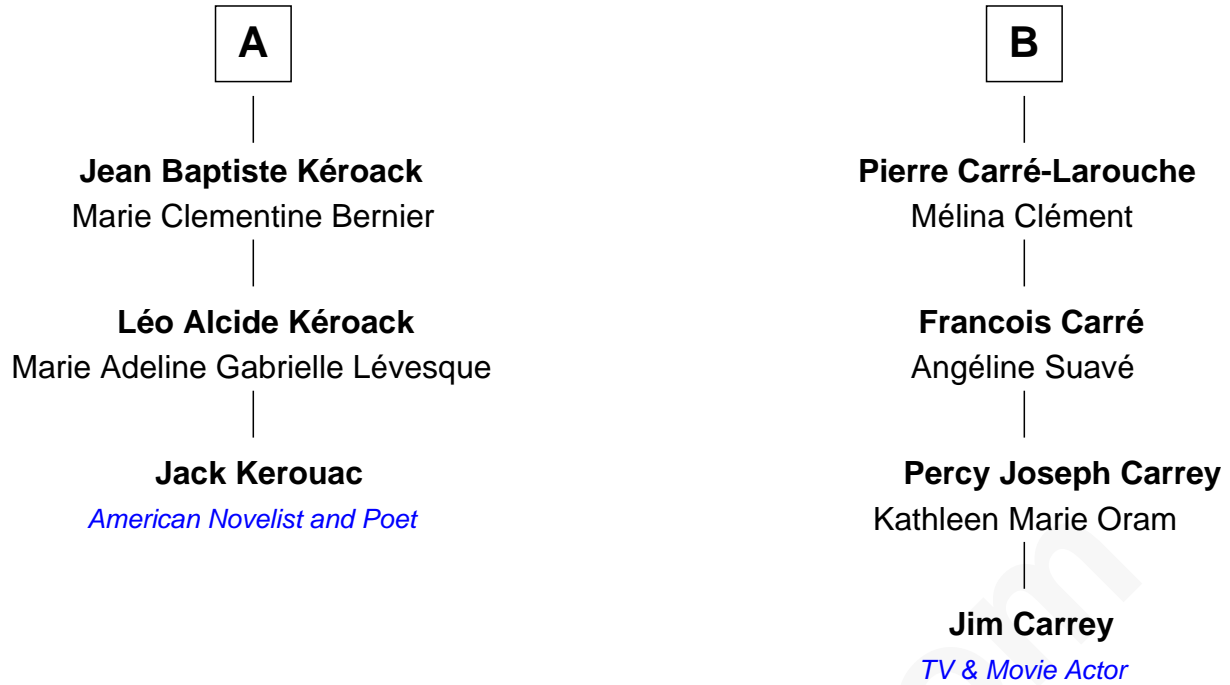 A
Jean Baptiste Kéroack
Marie Clementine Bernier
Léo Alcide Kéroack
Marie Adeline Gabrielle Lévesque
Jack Kerouac
American Novelist and Poet
B
Pierre Carré-Larouche
Mélina Clément
Francois Carré
Angéline Suavé
Percy Joseph Carrey
Kathleen Marie Oram
Jim Carrey
TV & Movie Actor